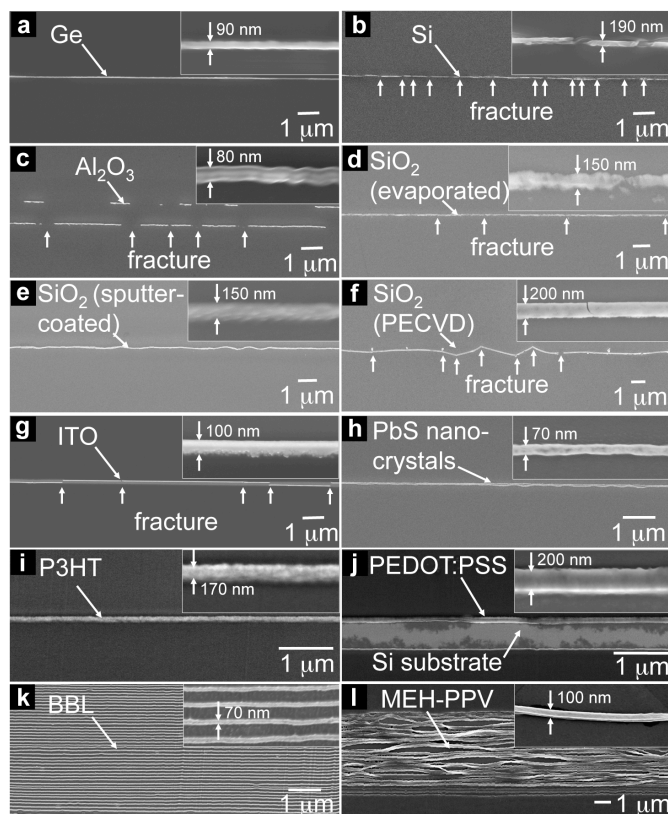 a
Ge
90 nm
1 μm
b
Si
190 nm
fracture
1 μm
c
Al2O3
80 nm
fracture
1 μm
d
SiO2
(evaporated)
150 nm
fracture
1 μm
e
SiO2 (sputter-
coated)
150 nm
1 μm
f
SiO2
(PECVD)
200 nm
fracture
1 μm
g
ITO
100 nm
fracture
1 μm
h
PbS nano-
crystals
70 nm
1 μm
i
P3HT
170 nm
1 μm
j
PEDOT:PSS
200 nm
Si substrate
1 μm
k
BBL
70 nm
1 μm
l
MEH-PPV
100 nm
1 μm